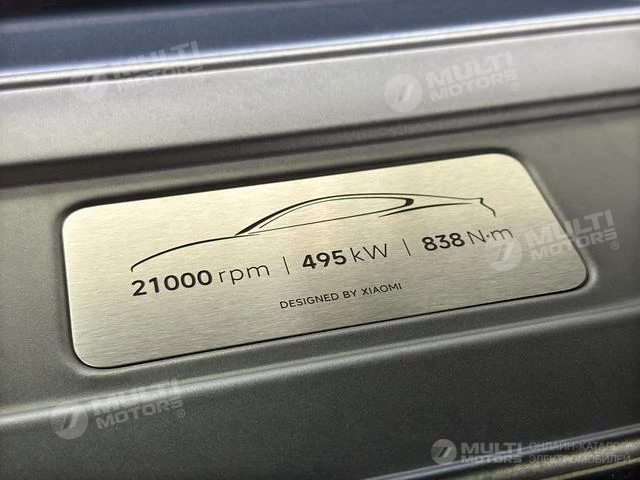 MULTI
MOTORS®
MULTI
MOTORS®
21000 rpm | 495 kW | 838 N·m
DESIGNED BY XIAOMI
MULTI
MOTORS®
MULTI
MOTORS®
MULTI
MOTORS®
ОНЛАЙН-КАТАЛОГ
ЭЛЕКТРОМОБИЛЕЙ